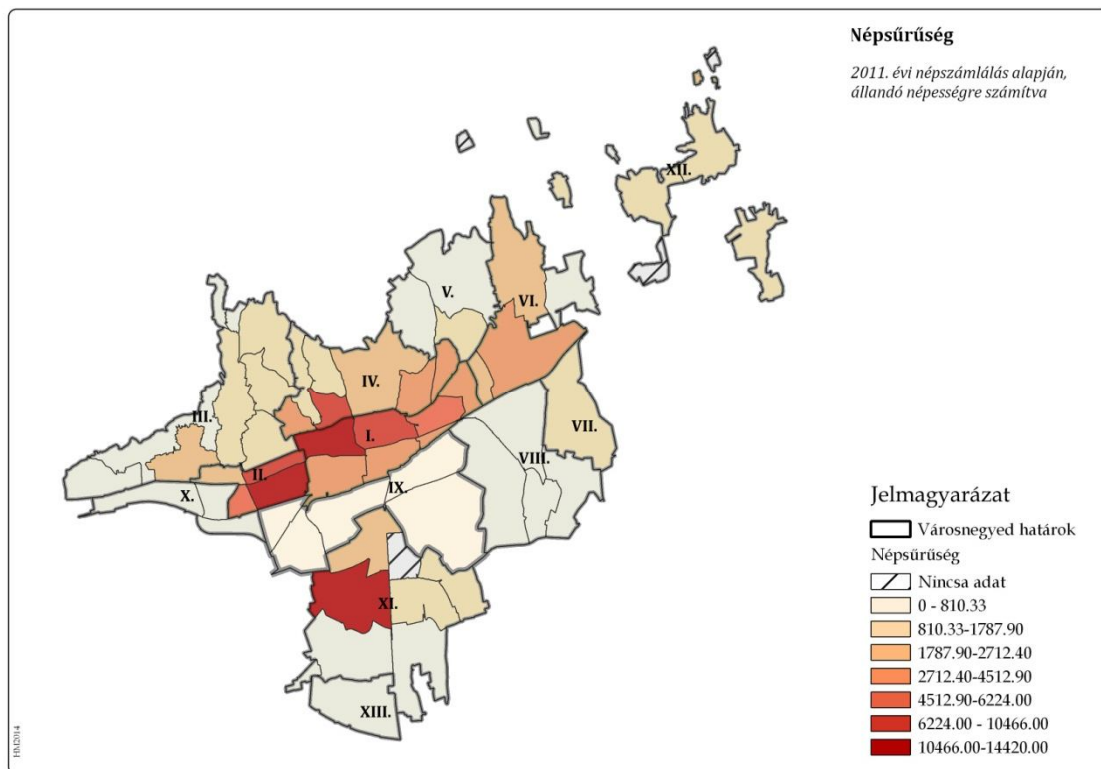 Népsűrűség
2011. évi népszámlálás alapján,
állandó népességre számítva
XII.
V.
VI.
IV.
III.
I.
VII.
II.
VIII.
X.
IX.
XI.
XIII.
Jelmagyarázat
Városnegyed határok
Népsűrűség
Nincsa adat
0 - 810.33
810.33-1787.90
1787.90-2712.40
2712.40-4512.90
4512.90-6224.00
6224.00 - 10466.00
10466.00-14420.00
HM2014